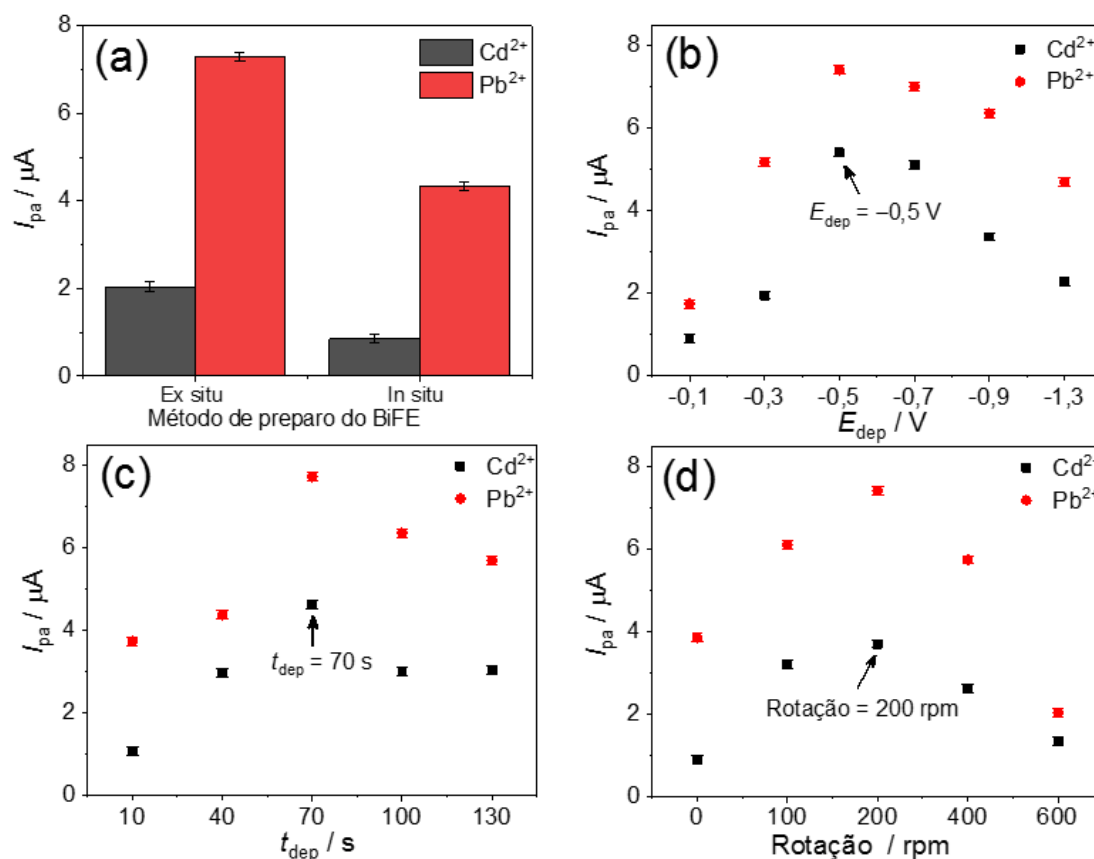 (a)
Cd²⁺
Pb²⁺
8
6
4
2
0
Ipa / µA
Ex situ
In situ
Método de preparo do BiFE
(b)
Cd²⁺
Pb²⁺
8
6
4
2
0
Ipa / µA
Edep = −0,5 V
-0,1 -0,3 -0,5 -0,7 -0,9 -1,3
Edep / V
(c)
Cd²⁺
Pb²⁺
8
6
4
2
0
Ipa / µA
tdep = 70 s
10 40 70 100 130
tdep / s
(d)
Cd²⁺
Pb²⁺
8
6
4
2
0
Ipa / µA
Rotação = 200 rpm
0 100 200 400 600
Rotação / rpm